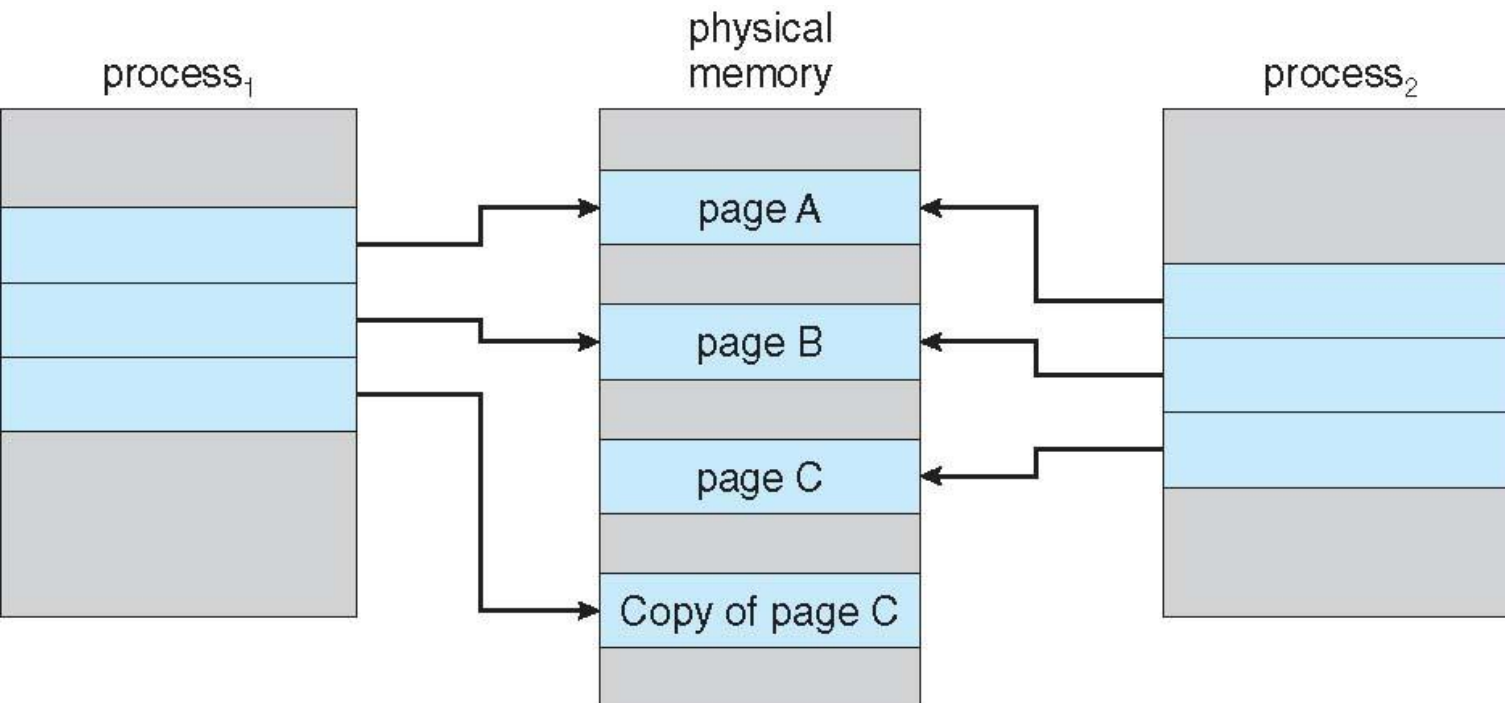 physical
memory
process₁
process₂
page A
page B
page C
Copy of page C